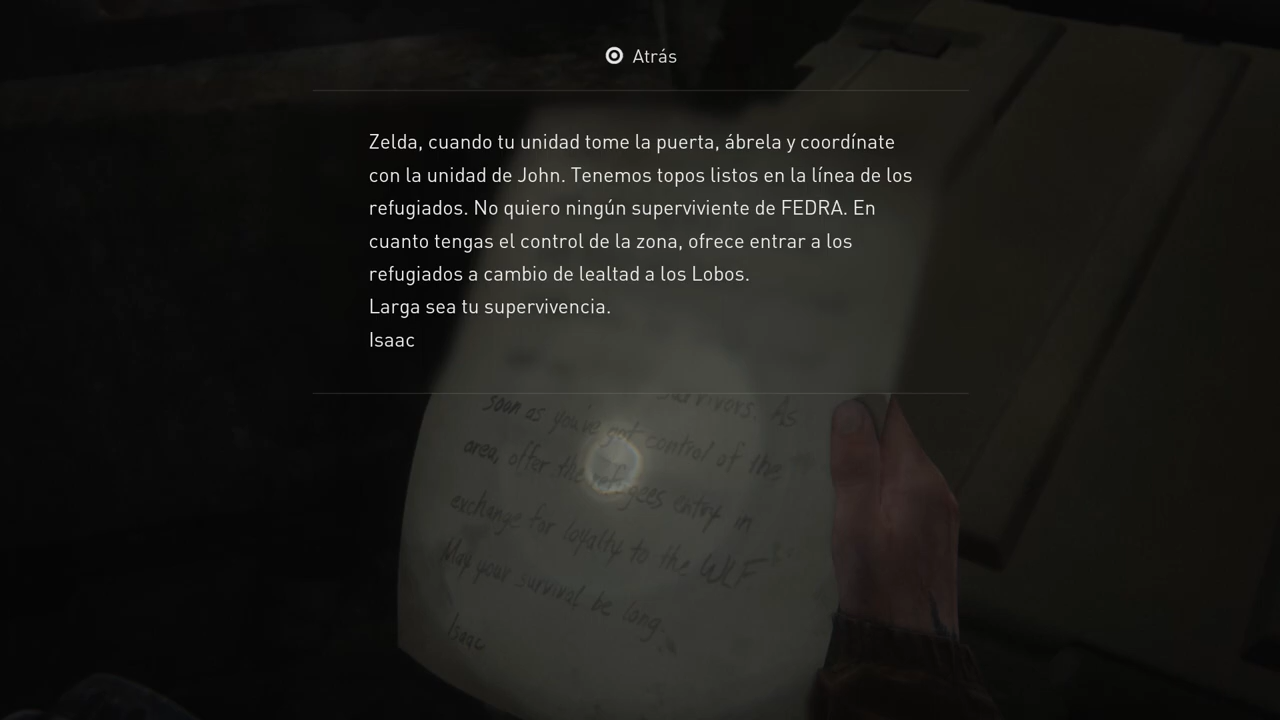 Atrás
Zelda, cuando tu unidad tome la puerta, ábrela y coordínate
con la unidad de John. Tenemos topos listos en la línea de los
refugiados. No quiero ningún superviviente de FEDRA. En
cuanto tengas el control de la zona, ofrece entrar a los
refugiados a cambio de lealtad a los Lobos.
Larga sea tu supervivencia.
Isaac
survivors. As
soon as you've got control of the
area, offer the refugees entry in
exchange for loyalty to the WLF.
May your survival be long.
Isaac